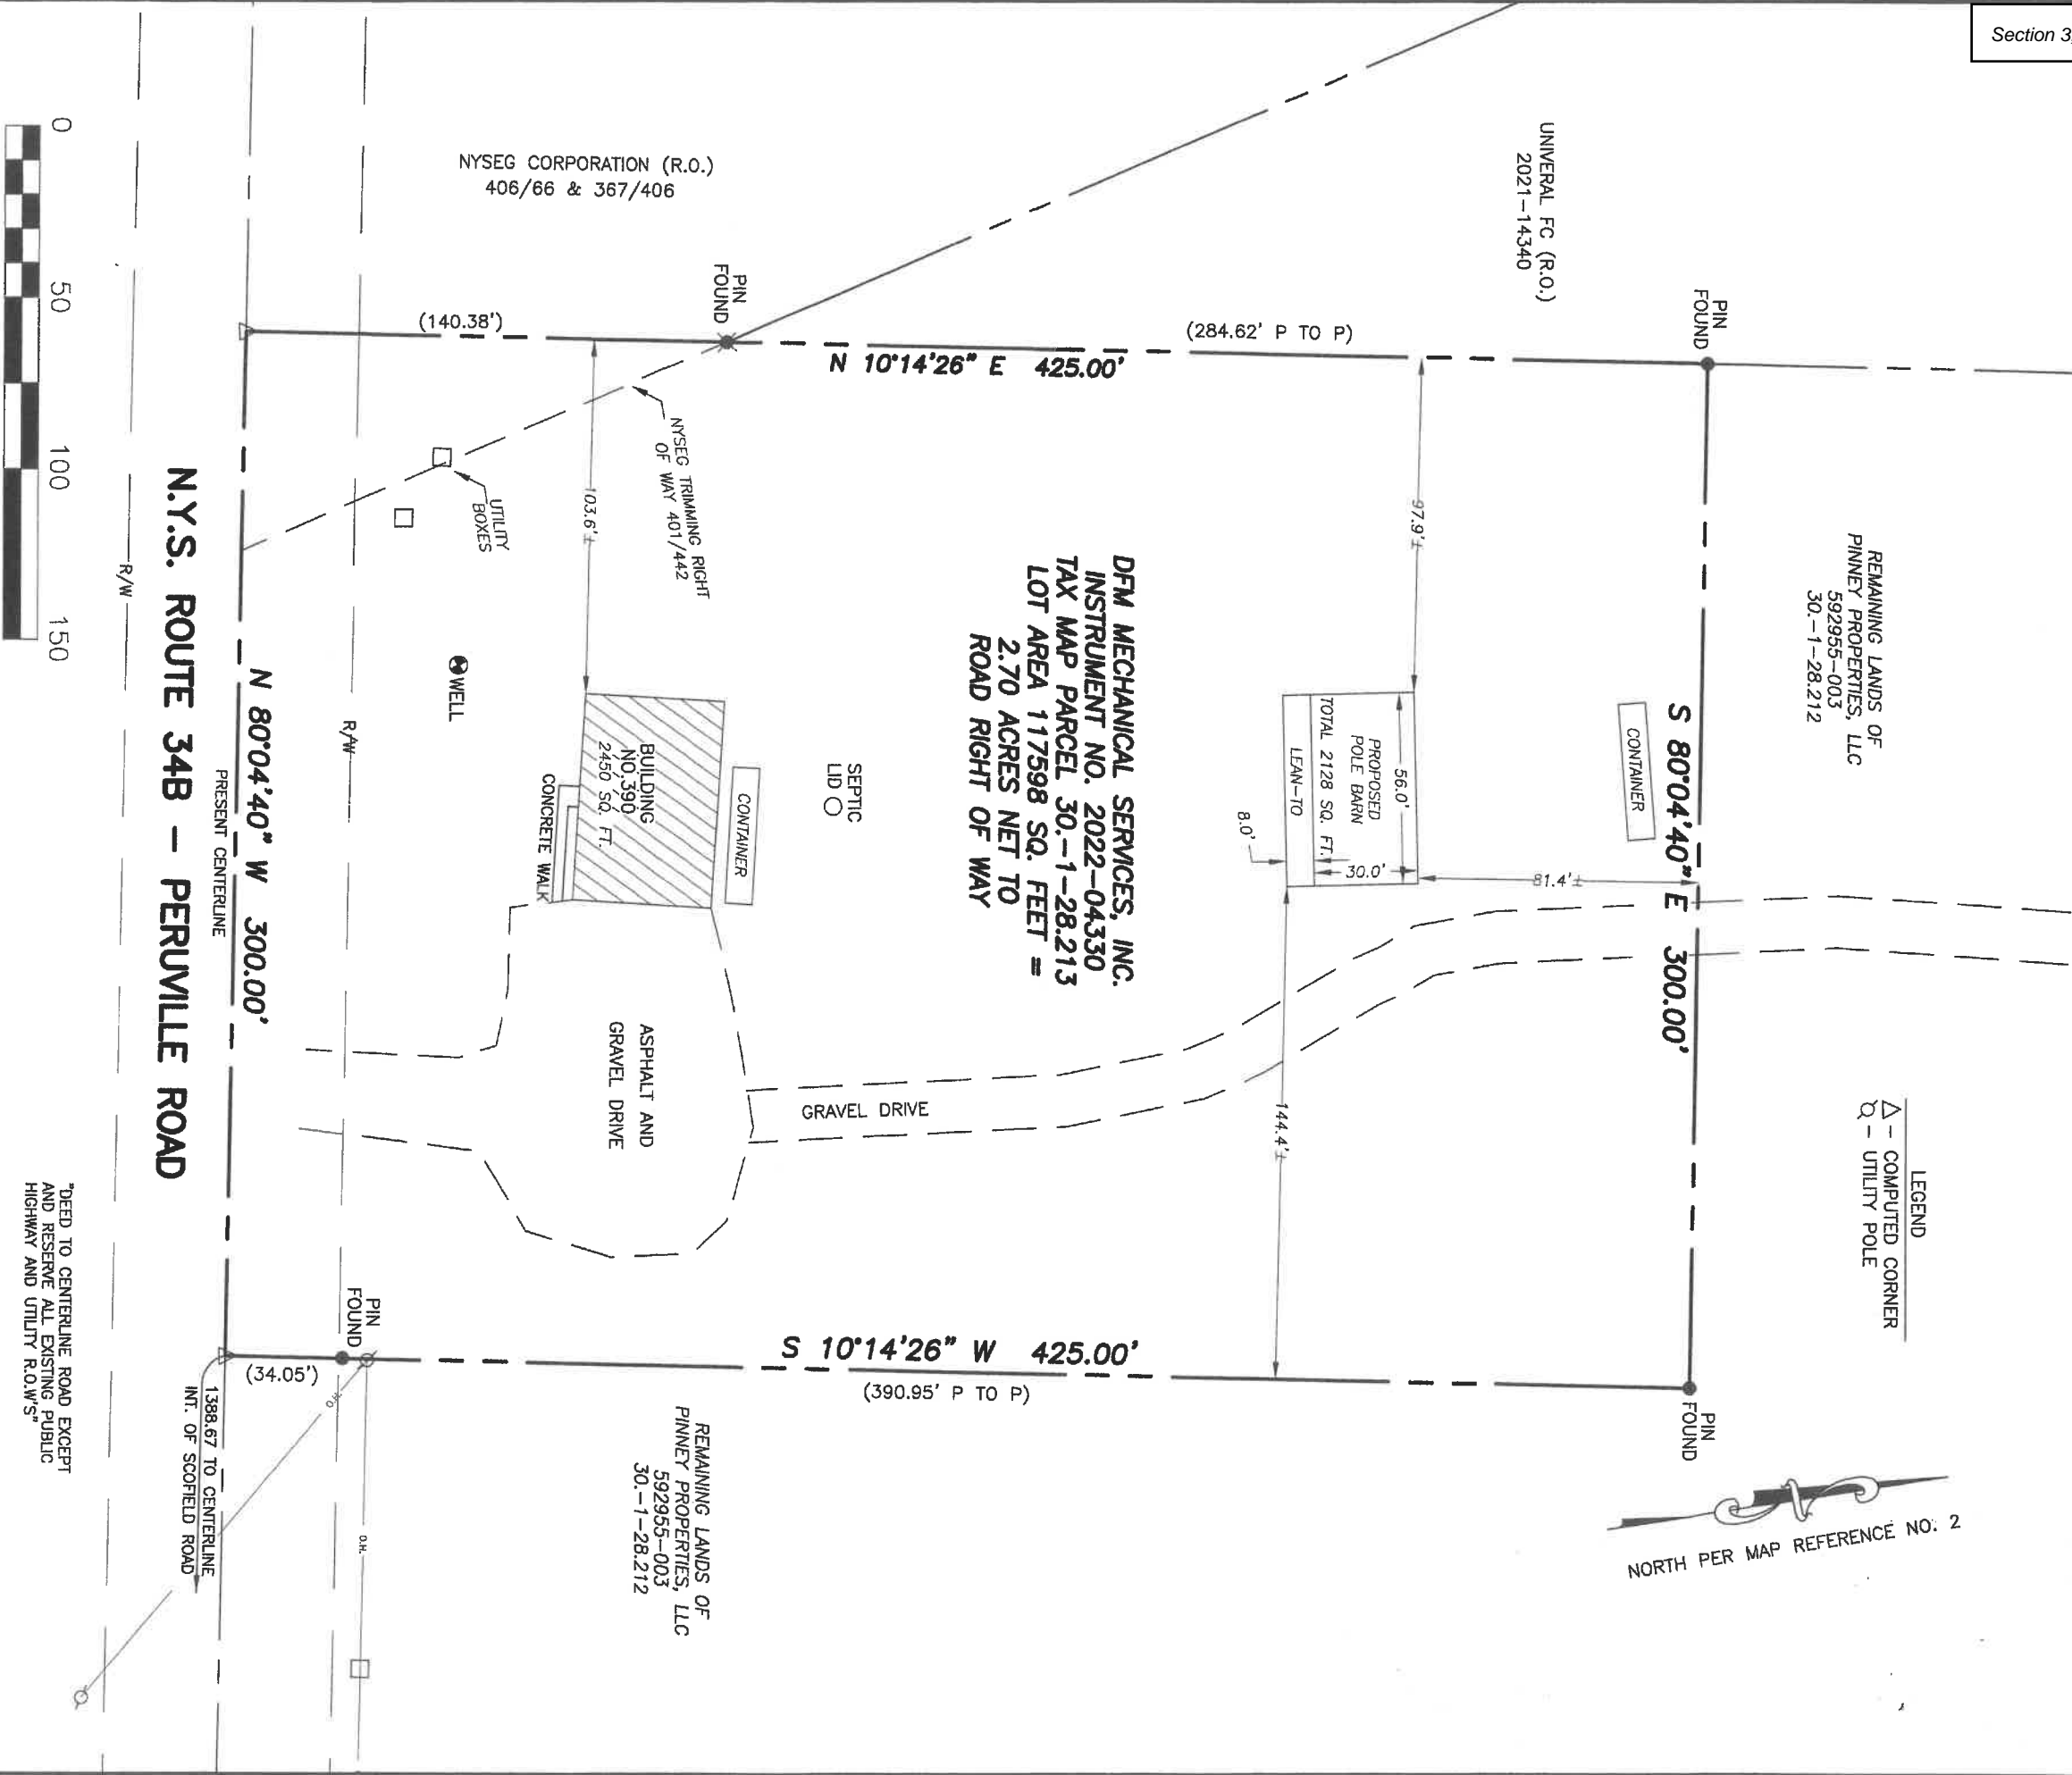 Section 3,
UNIVERAL FC (R.O.)
2021-14340
NYSEG CORPORATION (R.O.)
406/66 & 367/406
PIN
FOUND
PIN
FOUND
(140.38')
(284.62' P TO P)
N 10°14'26" E 425.00'
REMAINING LANDS OF
PINNEY PROPERTIES, LLC
592955-003
30.-1-28.212
NYSEG TRIMMING RIGHT
OF WAY 401/442
UTILITY
BOXES
103.6'±
97.9'±
S 80°04'40" E 300.00'
CONTAINER
DFM MECHANICAL SERVICES, INC.
INSTRUMENT NO. 2022-04330
TAX MAP PARCEL 30.-1-28.213
LOT AREA 117598 SQ. FEET =
2.70 ACRES NET TO
ROAD RIGHT OF WAY
56.0'
PROPOSED
POLE BARN
TOTAL 2128 SQ. FT.
LEAN-TO
30.0'
8.0'
81.4'±
144.4'±
SEPTIC
LID
CONTAINER
BUILDING
NO.390
2450 SQ. FT.
CONCRETE WALK
WELL
ASPHALT AND
GRAVEL DRIVE
GRAVEL DRIVE
R/W
R/W
N 80°04'40" W 300.00'
PRESENT CENTERLINE
N.Y.S. ROUTE 34B - PERUVILLE ROAD
0 50 100 150
LEGEND
- COMPUTED CORNER
- UTILITY POLE
PIN
FOUND
PIN
FOUND
S 10°14'26" W 425.00'
(390.95' P TO P)
(34.05')
O.H.
O.H.
1388.67 TO CENTERLINE
INT. OF SCOFIELD ROAD
REMAINING LANDS OF
PINNEY PROPERTIES, LLC
592955-003
30.-1-28.212
NORTH PER MAP REFERENCE NO. 2
"DEED TO CENTERLINE ROAD EXCEPT
AND RESERVE ALL EXISTING PUBLIC
HIGHWAY AND UTILITY R.O.W'S"